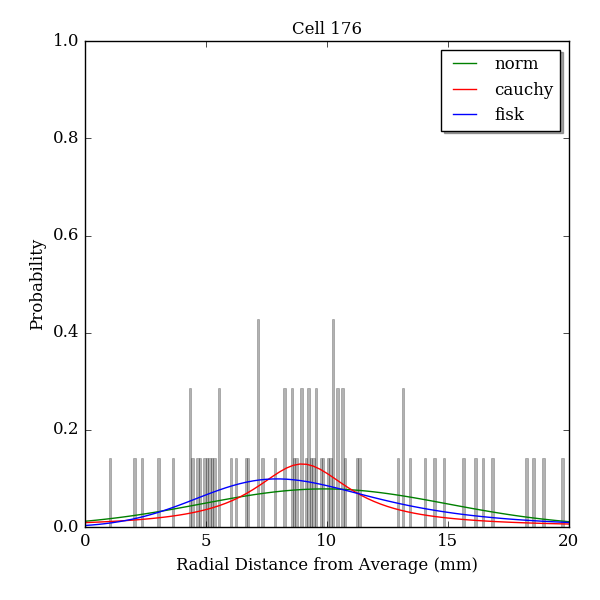 Cell 176
1.0
0.8
0.6
0.4
0.2
0.0
Probability
norm
cauchy
fisk
0 5 10 15 20
Radial Distance from Average (mm)